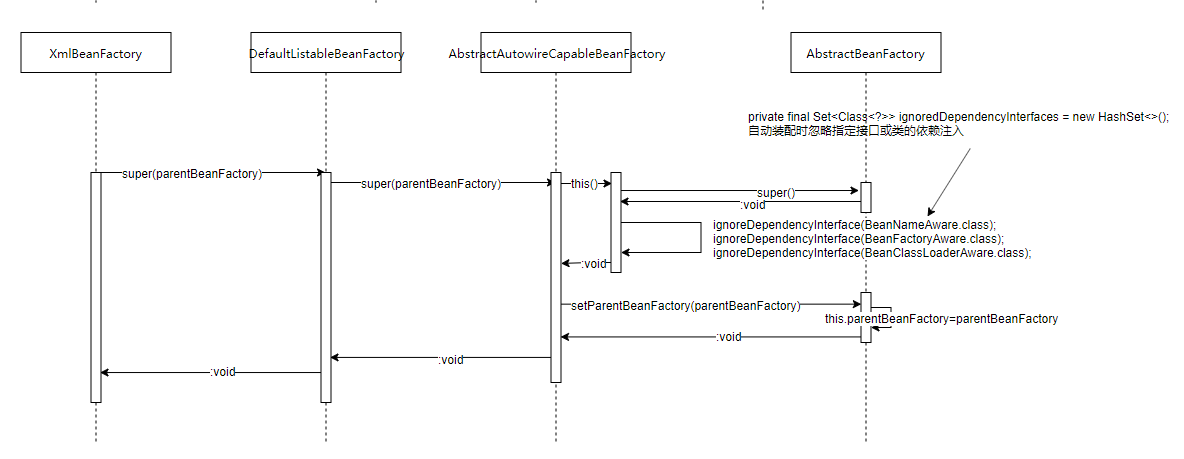 XmlBeanFactory
DefaultListableBeanFactory
AbstractAutowireCapableBeanFactory
AbstractBeanFactory
private final Set<Class<?>> ignoredDependencyInterfaces = new HashSet<>();
自动装配时忽略指定接口或类的依赖注入
super(parentBeanFactory)
super(parentBeanFactory)
this()
super()
:void
ignoreDependencyInterface(BeanNameAware.class);
ignoreDependencyInterface(BeanFactoryAware.class);
ignoreDependencyInterface(BeanClassLoaderAware.class);
:void
setParentBeanFactory(parentBeanFactory)
this.parentBeanFactory=parentBeanFactory
:void
:void
:void